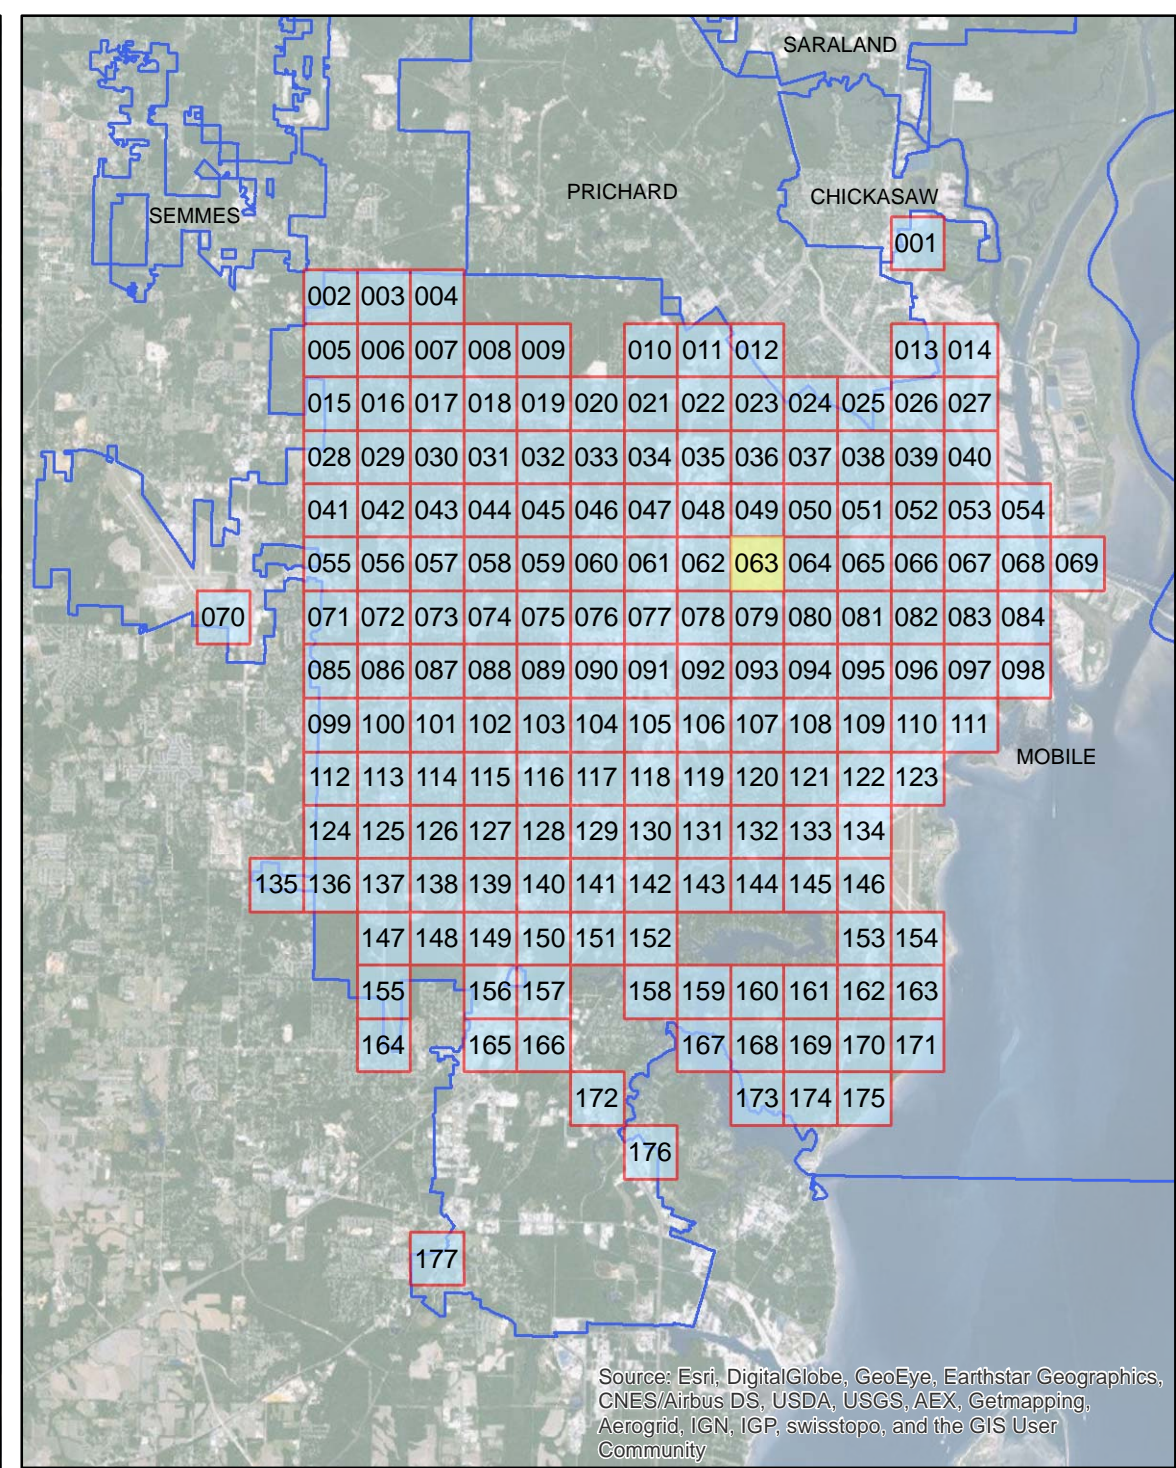 SARALAND
PRICHARD
CHICKASAW
SEMMES
001
002 003 004
005 006 007 008 009 010 011 012 013 014
015 016 017 018 019 020 021 022 023 024 025 026 027
028 029 030 031 032 033 034 035 036 037 038 039 040
041 042 043 044 045 046 047 048 049 050 051 052 053 054
055 056 057 058 059 060 061 062 063 064 065 066 067 068 069
070 071 072 073 074 075 076 077 078 079 080 081 082 083 084
085 086 087 088 089 090 091 092 093 094 095 096 097 098
099 100 101 102 103 104 105 106 107 108 109 110 111
MOBILE
112 113 114 115 116 117 118 119 120 121 122 123
124 125 126 127 128 129 130 131 132 133 134
135 136 137 138 139 140 141 142 143 144 145 146
147 148 149 150 151 152 153 154
155 156 157 158 159 160 161 162 163
164 165 166 167 168 169 170 171
172 173 174 175
176
177
Source: Esri, DigitalGlobe, GeoEye, Earthstar Geographics,
CNES/Airbus DS, USDA, USGS, AEX, Getmapping,
Aerogrid, IGN, IGP, swisstopo, and the GIS User
Community